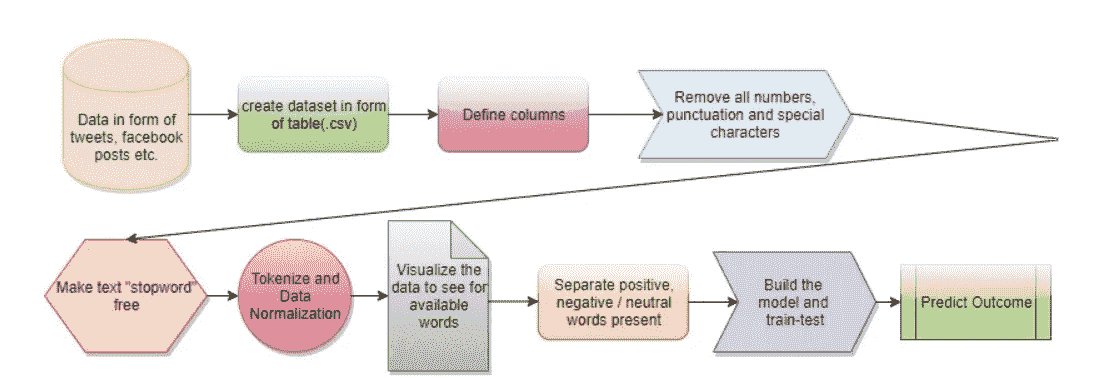 Data in form of
tweets, facebook
posts etc.
create dataset in form
of table(.csv)
Define columns
Remove all numbers,
punctuation and special
characters
Make text "stopword"
free
Tokenize and
Data
Normalization
Visualize the
data to see for
available
words
Separate positive,
negative / neutral
words present
Build the
model and
train-test
Predict Outcome